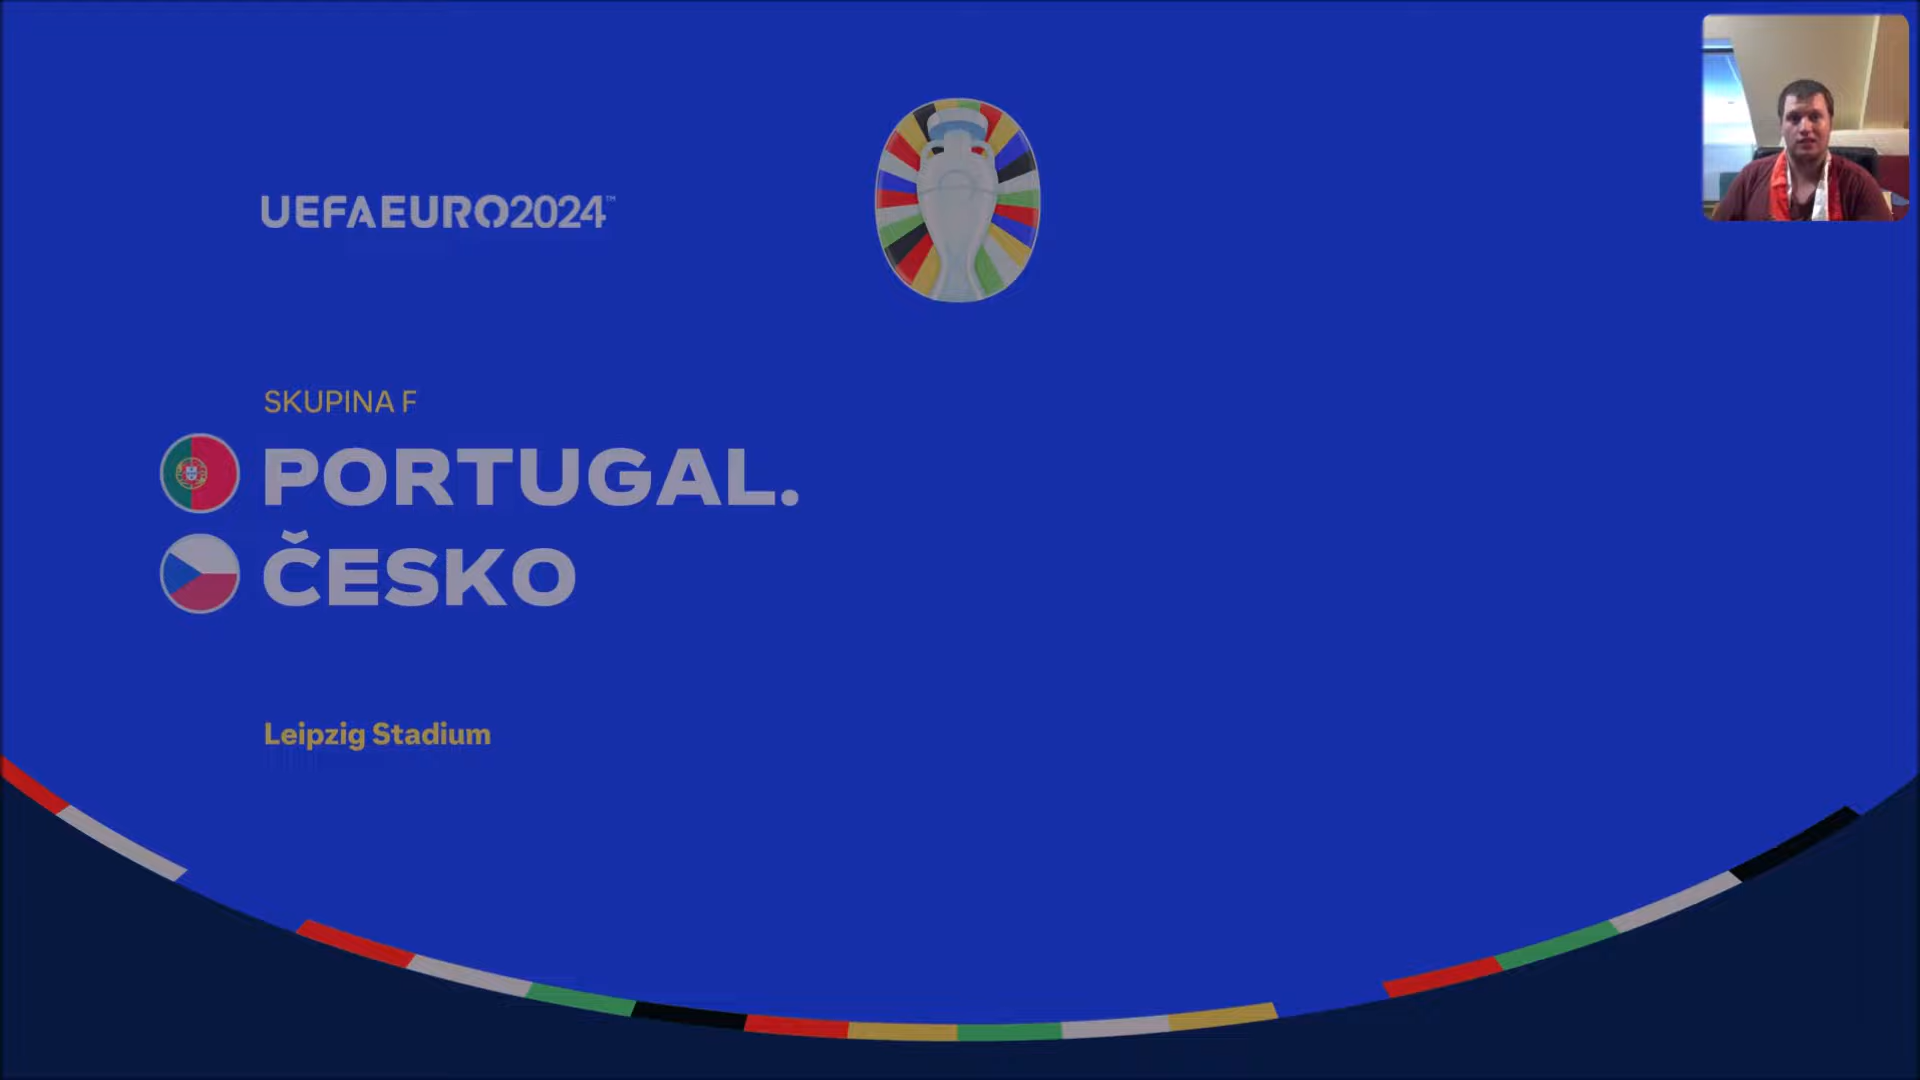 UEFAEURO2024™
SKUPINA F
PORTUGAL.
ČESKO
Leipzig Stadium